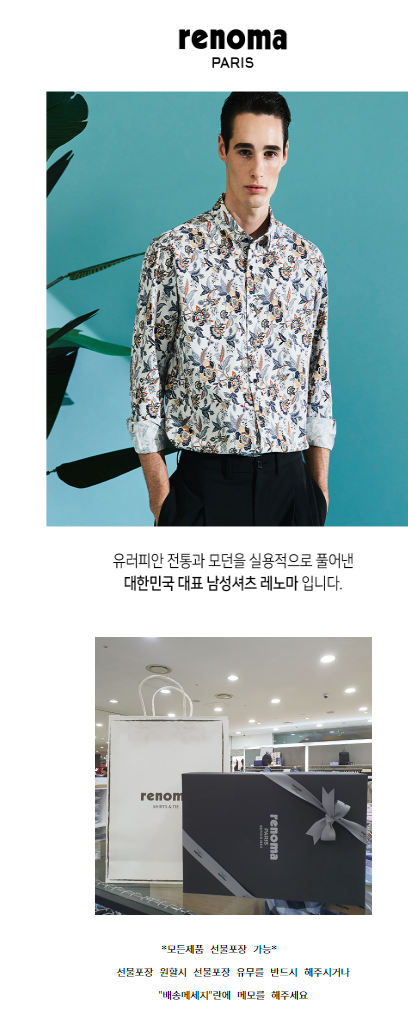 renoma
PARIS
유러피안 전통과 모던을 실용적으로 풀어낸
대한민국 대표 남성셔츠 레노마 입니다.
renom
SHIRTS & TIE
renoma
PARIS
*모든제품 선물포장 가능*
선물포장 원할시 선물포장 유무를 반드시 해주시거나
"배송메세지"란에 메모를 해주세요